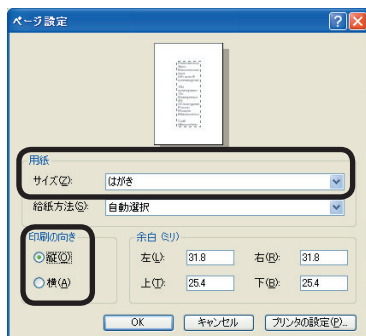 ページ設定
用紙
サイズ(Z): はがき
給紙方法(S): 自動選択
印刷の向き
縦(O)
横(A)
余白 (ミリ)
左(L): 31.8 右(R): 31.8
上(T): 25.4 下(B): 25.4
OK キャンセル プリンタの設定(P)...